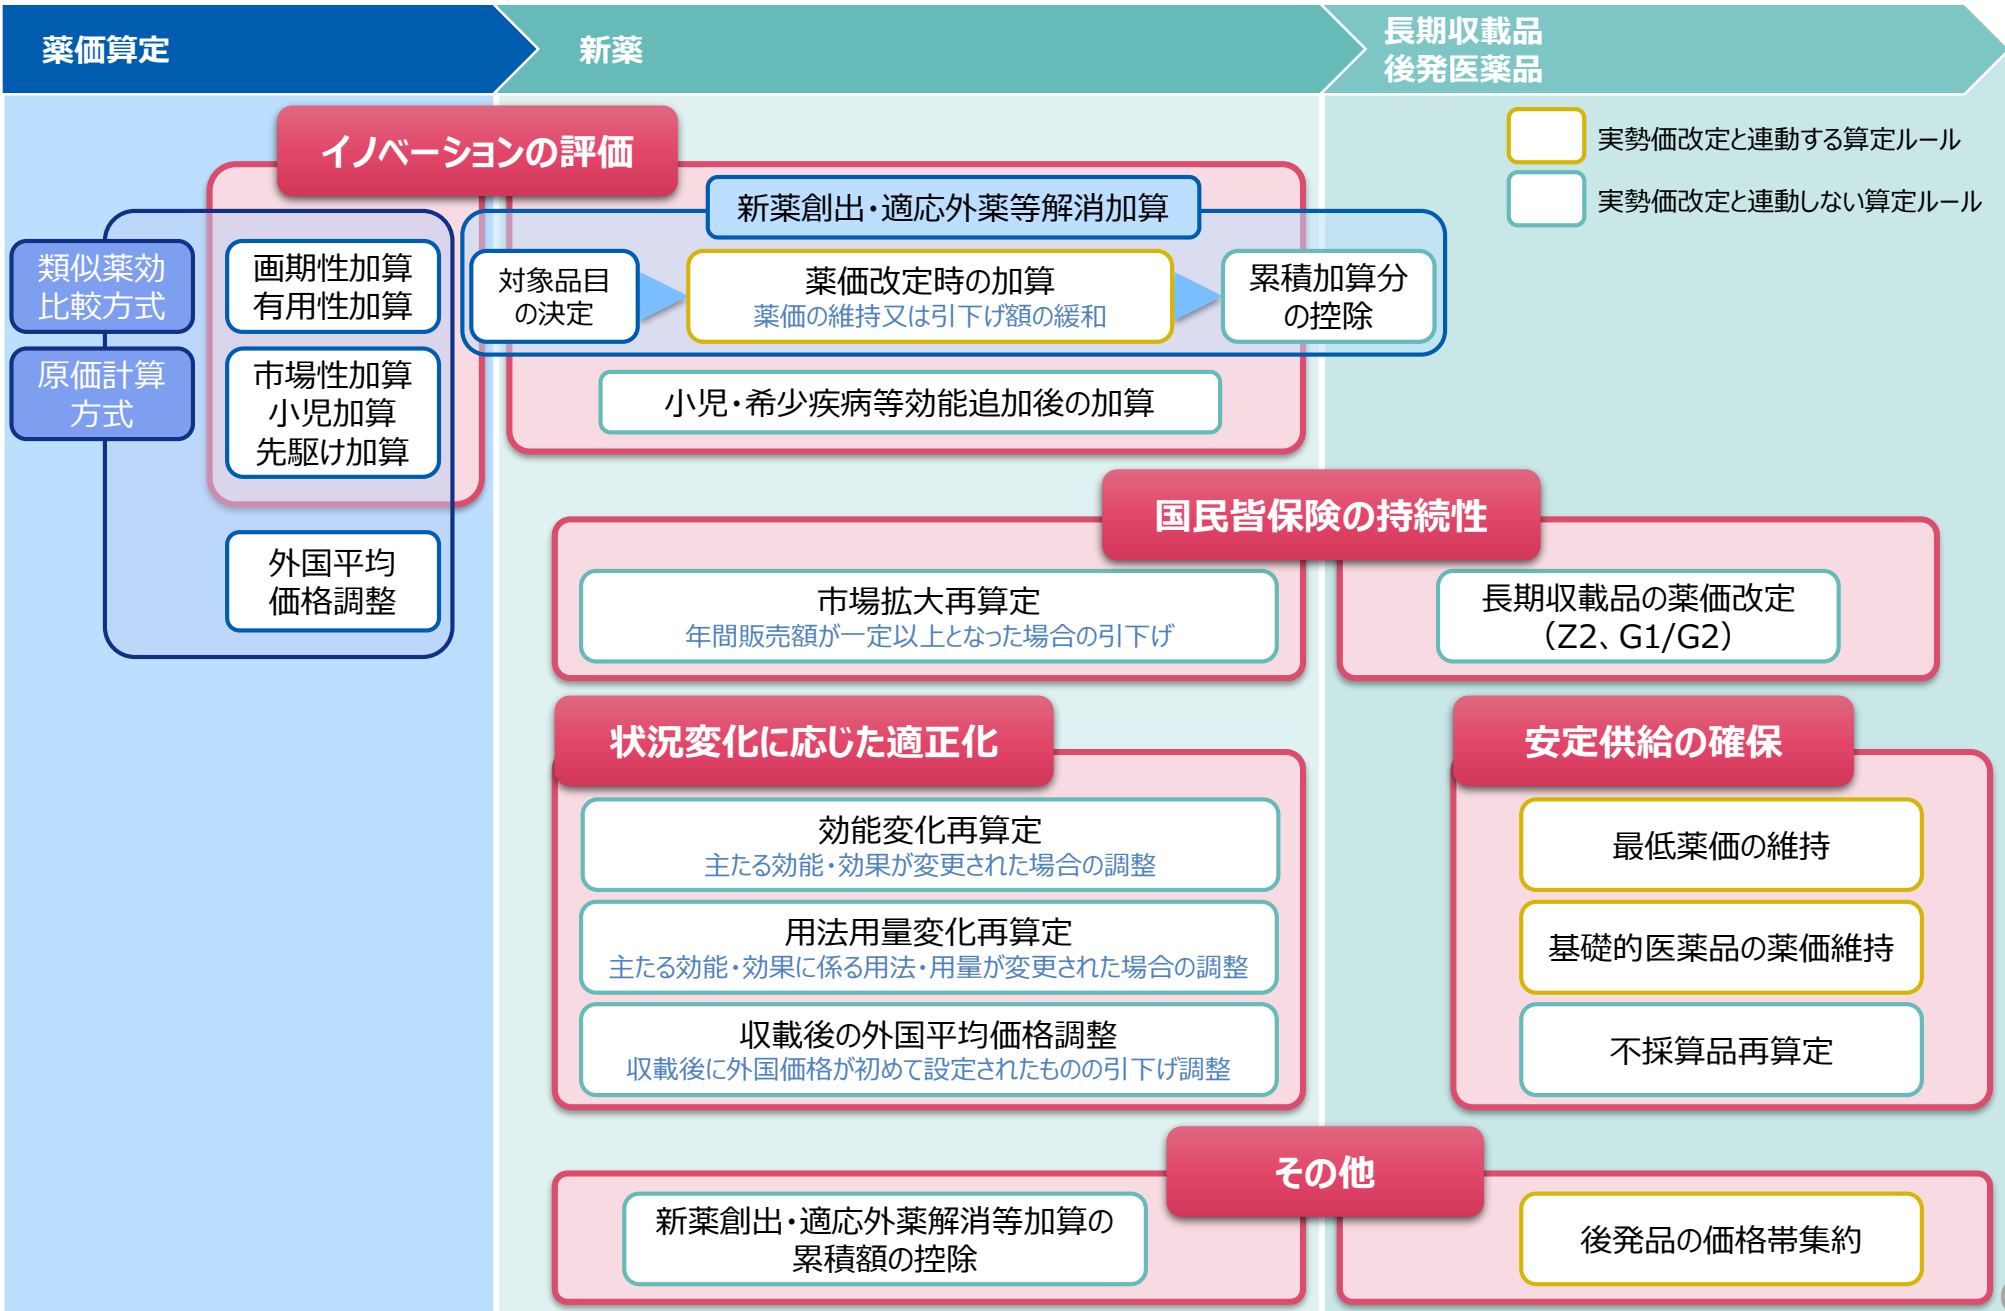 薬価算定
新薬
長期収載品
後発医薬品
実勢価改定と連動する算定ルール
実勢価改定と連動しない算定ルール
イノベーションの評価
新薬創出・適応外薬等解消加算
類似薬効
比較方式
原価計算
方式
画期性加算
有用性加算
市場性加算
小児加算
先駆け加算
外国平均
価格調整
対象品目
の決定
薬価改定時の加算
薬価の維持又は引下げ額の緩和
累積加算分
の控除
小児・希少疾病等効能追加後の加算
国民皆保険の持続性
市場拡大再算定
年間販売額が一定以上となった場合の引下げ
長期収載品の薬価改定
（Z2、G1/G2）
状況変化に応じた適正化
効能変化再算定
主たる効能・効果が変更された場合の調整
用法用量変化再算定
主たる効能・効果に係る用法・用量が変更された場合の調整
収載後の外国平均価格調整
収載後に外国価格が初めて設定されたものの引下げ調整
安定供給の確保
最低薬価の維持
基礎的医薬品の薬価維持
不採算品再算定
その他
新薬創出・適応外薬解消等加算の
累積額の控除
後発品の価格帯集約